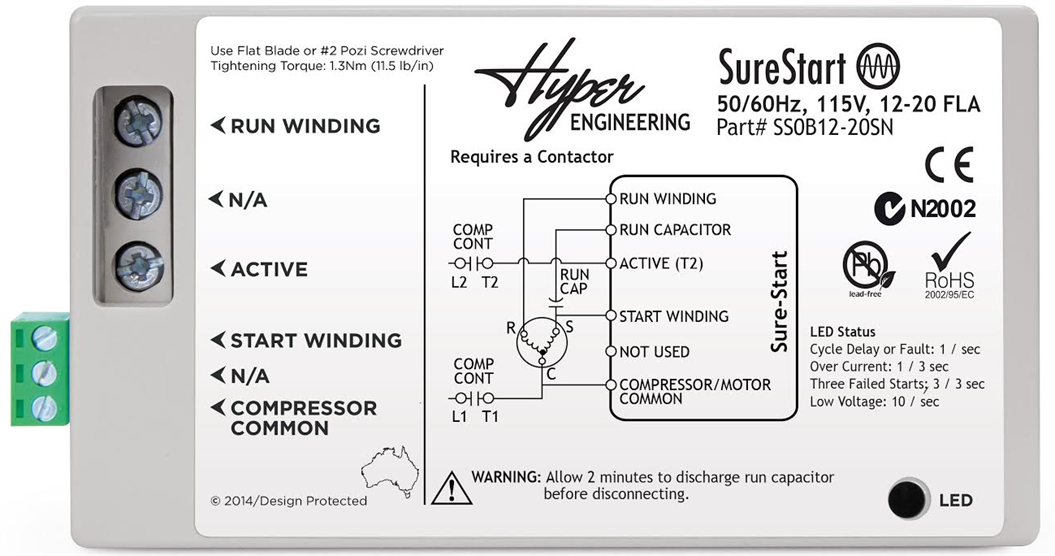 Use Flat Blade or #2 Pozi Screwdriver
Tightening Torque: 1.3Nm (11.5 lb/in)
RUN WINDING
N/A
ACTIVE
START WINDING
N/A
COMPRESSOR
COMMON
© 2014/Design Protected
Hyper
ENGINEERING
SureStart
50/60Hz, 115V, 12-20 FLA
Part# SS0B12-20SN
Requires a Contactor
RUN WINDING
RUN CAPACITOR
COMP
CONT
ACTIVE (T2)
L2 T2
RUN
CAP
START WINDING
R S
NOT USED
C
COMP
CONT
COMPRESSOR/MOTOR
COMMON
L1 T1
Sure-Start
CE
N2002
Pb
lead-free
RoHS
2002/95/EC
LED Status
Cycle Delay or Fault: 1 / sec
Over Current: 1 / 3 sec
Three Failed Starts; 3 / 3 sec
Low Voltage: 10 / sec
WARNING: Allow 2 minutes to discharge run capacitor
before disconnecting.
LED